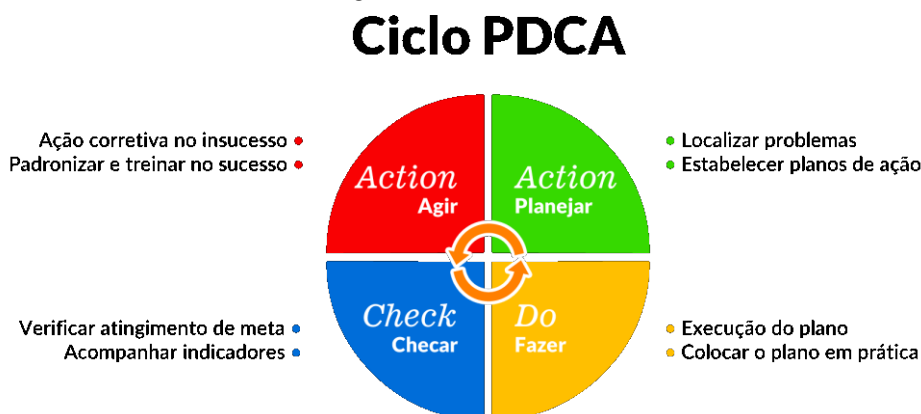 Ciclo PDCA
Ação corretiva no insucesso
Padronizar e treinar no sucesso
Action
Agir
Action
Planejar
Localizar problemas
Estabelecer planos de ação
Verificar atingimento de meta
Acompanhar indicadores
Check
Checar
Do
Fazer
Execução do plano
Colocar o plano em prática